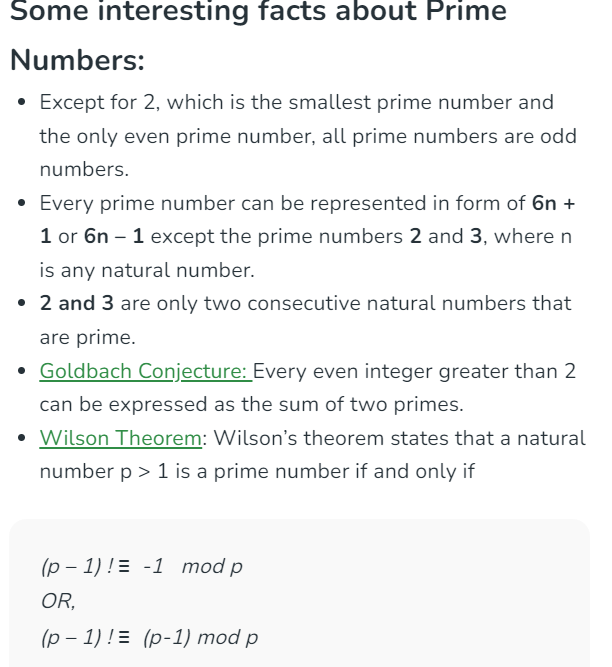 Some interesting facts about Prime
Numbers:
• Except for 2, which is the smallest prime number and
the only even prime number, all prime numbers are odd
numbers.
• Every prime number can be represented in form of 6n +
1 or 6n – 1 except the prime numbers 2 and 3, where n
is any natural number.
• 2 and 3 are only two consecutive natural numbers that
are prime.
• Goldbach Conjecture: Every even integer greater than 2
can be expressed as the sum of two primes.
• Wilson Theorem: Wilson’s theorem states that a natural
number p > 1 is a prime number if and only if
(p – 1) ! ≡ -1 mod p
OR,
(p – 1) ! ≡ (p-1) mod p